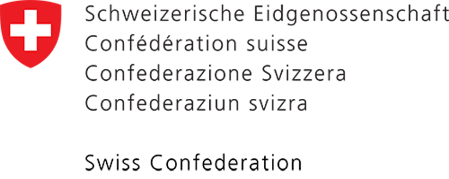 Schweizerische Eidgenossenschaft
Confédération suisse
Confederazione Svizzera
Confederaziun svizra
Swiss Confederation